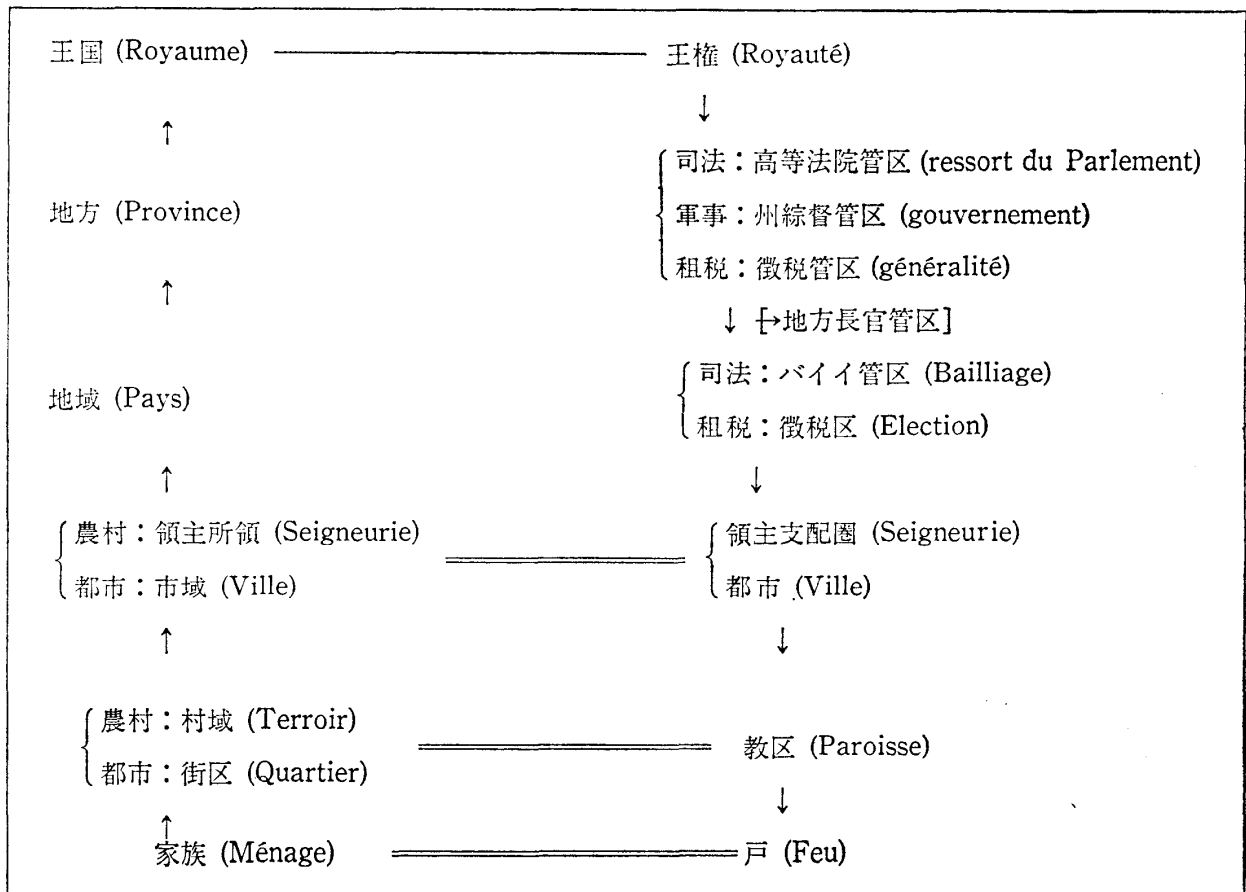 王国 (Royaume) 王権 (Royauté)
↑ ↓
司法：高等法院管区 (ressort du Parlement)
地方 (Province) 軍事：州総督管区 (gouvernement)
租税：徴税管区 (généralité)
↑ ↓ [→地方長官管区]
司法：バイイ管区 (Bailliage)
地域 (Pays)
租税：徴税区 (Election)
↑ ↓
農村：領主所領 (Seigneurie) 領主支配圏 (Seigneurie)
都市：市域 (Ville) 都市 (Ville)
↑ ↓
農村：村域 (Terroir)
教区 (Paroisse)
都市：街区 (Quartier)
↑ ↓
家族 (Ménage) 戸 (Feu)